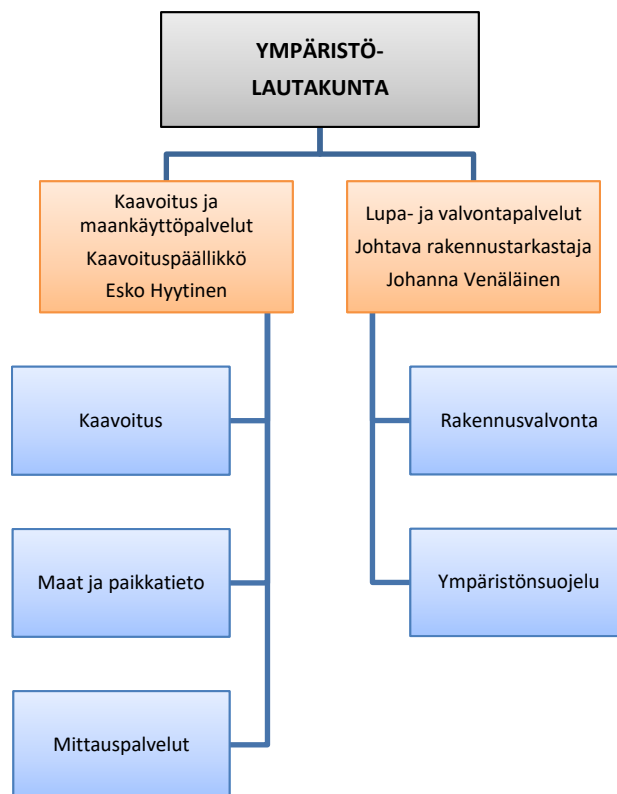 YMPÄRISTÖ-
LAUTAKUNTA
Kaavoitus ja
maankäyttöpalvelut
Kaavoituspäällikkö
Esko Hyytinen
Lupa- ja valvontapalvelut
Johtava rakennustarkastaja
Johanna Venäläinen
Kaavoitus
Rakennusvalvonta
Maat ja paikkatieto
Ympäristönsuojelu
Mittauspalvelut